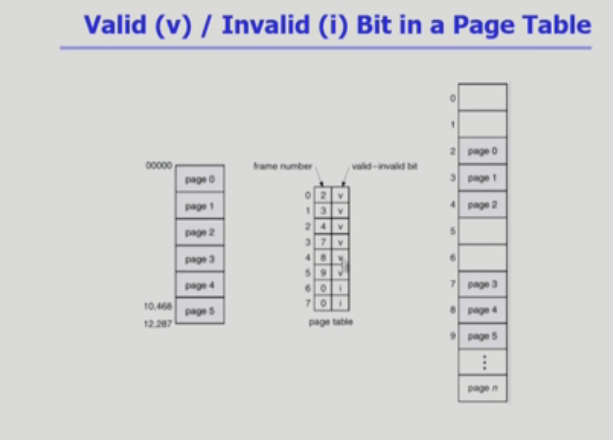 Valid (v) / Invalid (i) Bit in a Page Table
00000
page 0
page 1
page 2
page 3
page 4
page 5
10,468
12,287
frame number
valid–invalid bit
0 2 v
1 3 v
2 4 v
3 7 v
4 8 v
5 9 v
6 0 i
7 0 i
page table
0
1
2 page 0
3 page 1
4 page 2
5
6
7 page 3
8 page 4
9 page 5
⋮
page n